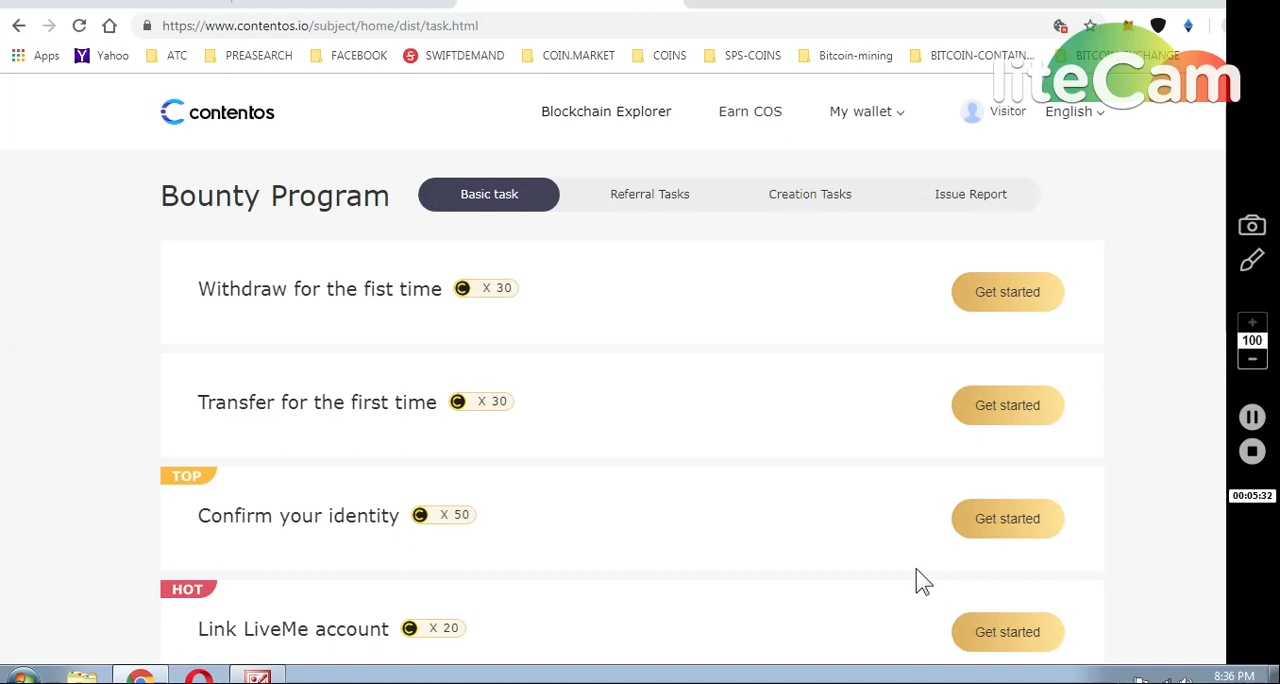 https://www.contentos.io/subject/home/dist/task.html
Apps Yahoo ATC PREASEARCH FACEBOOK SWIFTDEMAND COIN.MARKET COINS SPS-COINS Bitcoin-mining BITCOIN-CONTAIN... BITCOIN-EXCHANGE
liteCam
contentos Blockchain Explorer Earn COS My wallet Visitor English
Bounty Program Basic task Referral Tasks Creation Tasks Issue Report
Withdraw for the fist time X 30 Get started
100
Transfer for the first time X 30 Get started
TOP
00:05:32
Confirm your identity X 50 Get started
HOT
Link LiveMe account X 20 Get started
8:36 PM